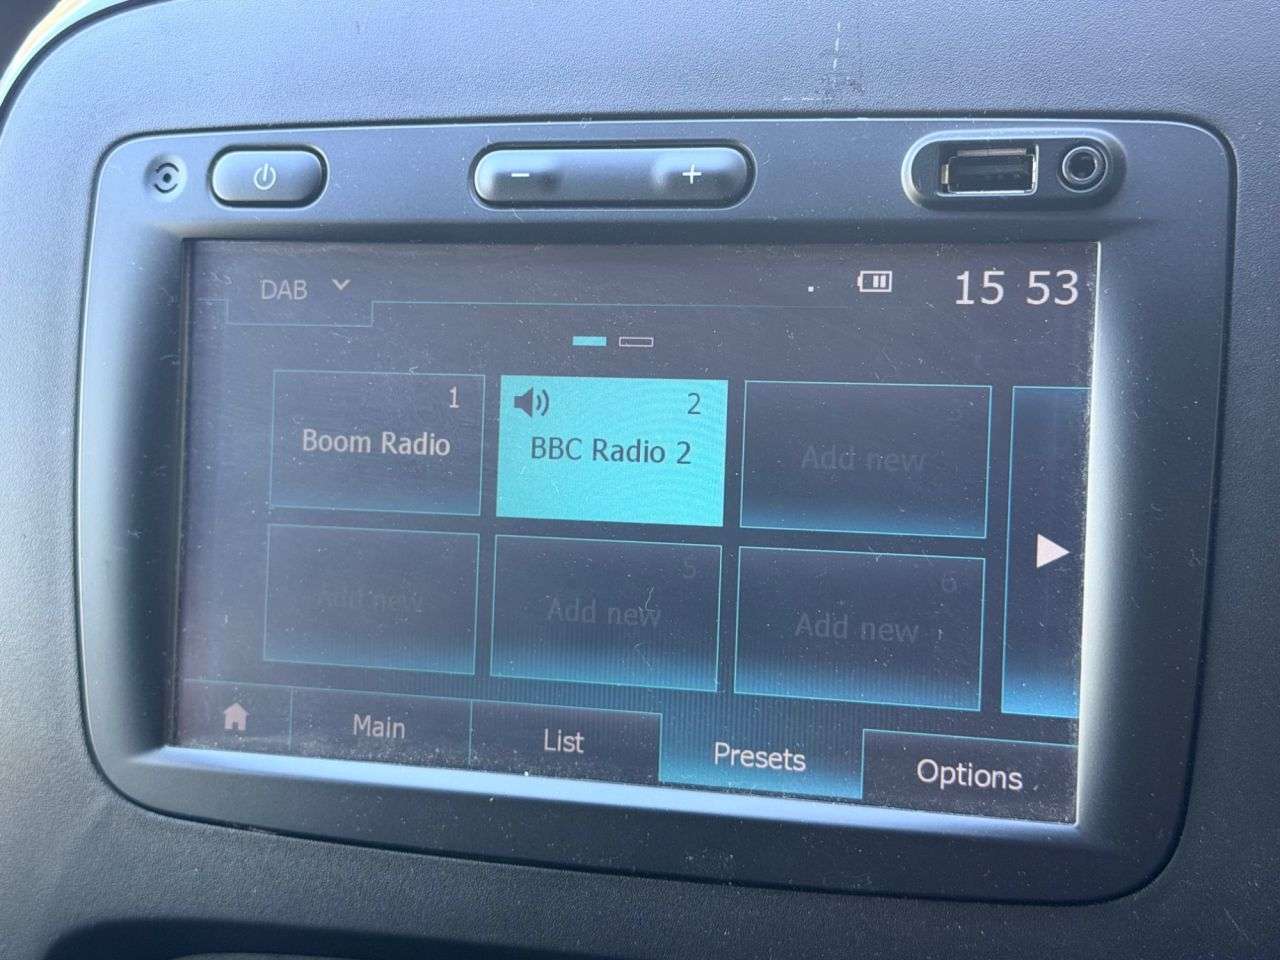 DAB
15 53
1
Boom Radio
2
BBC Radio 2
Add new
Add new
5
Add new
6
Add new
Main
List
Presets
Options